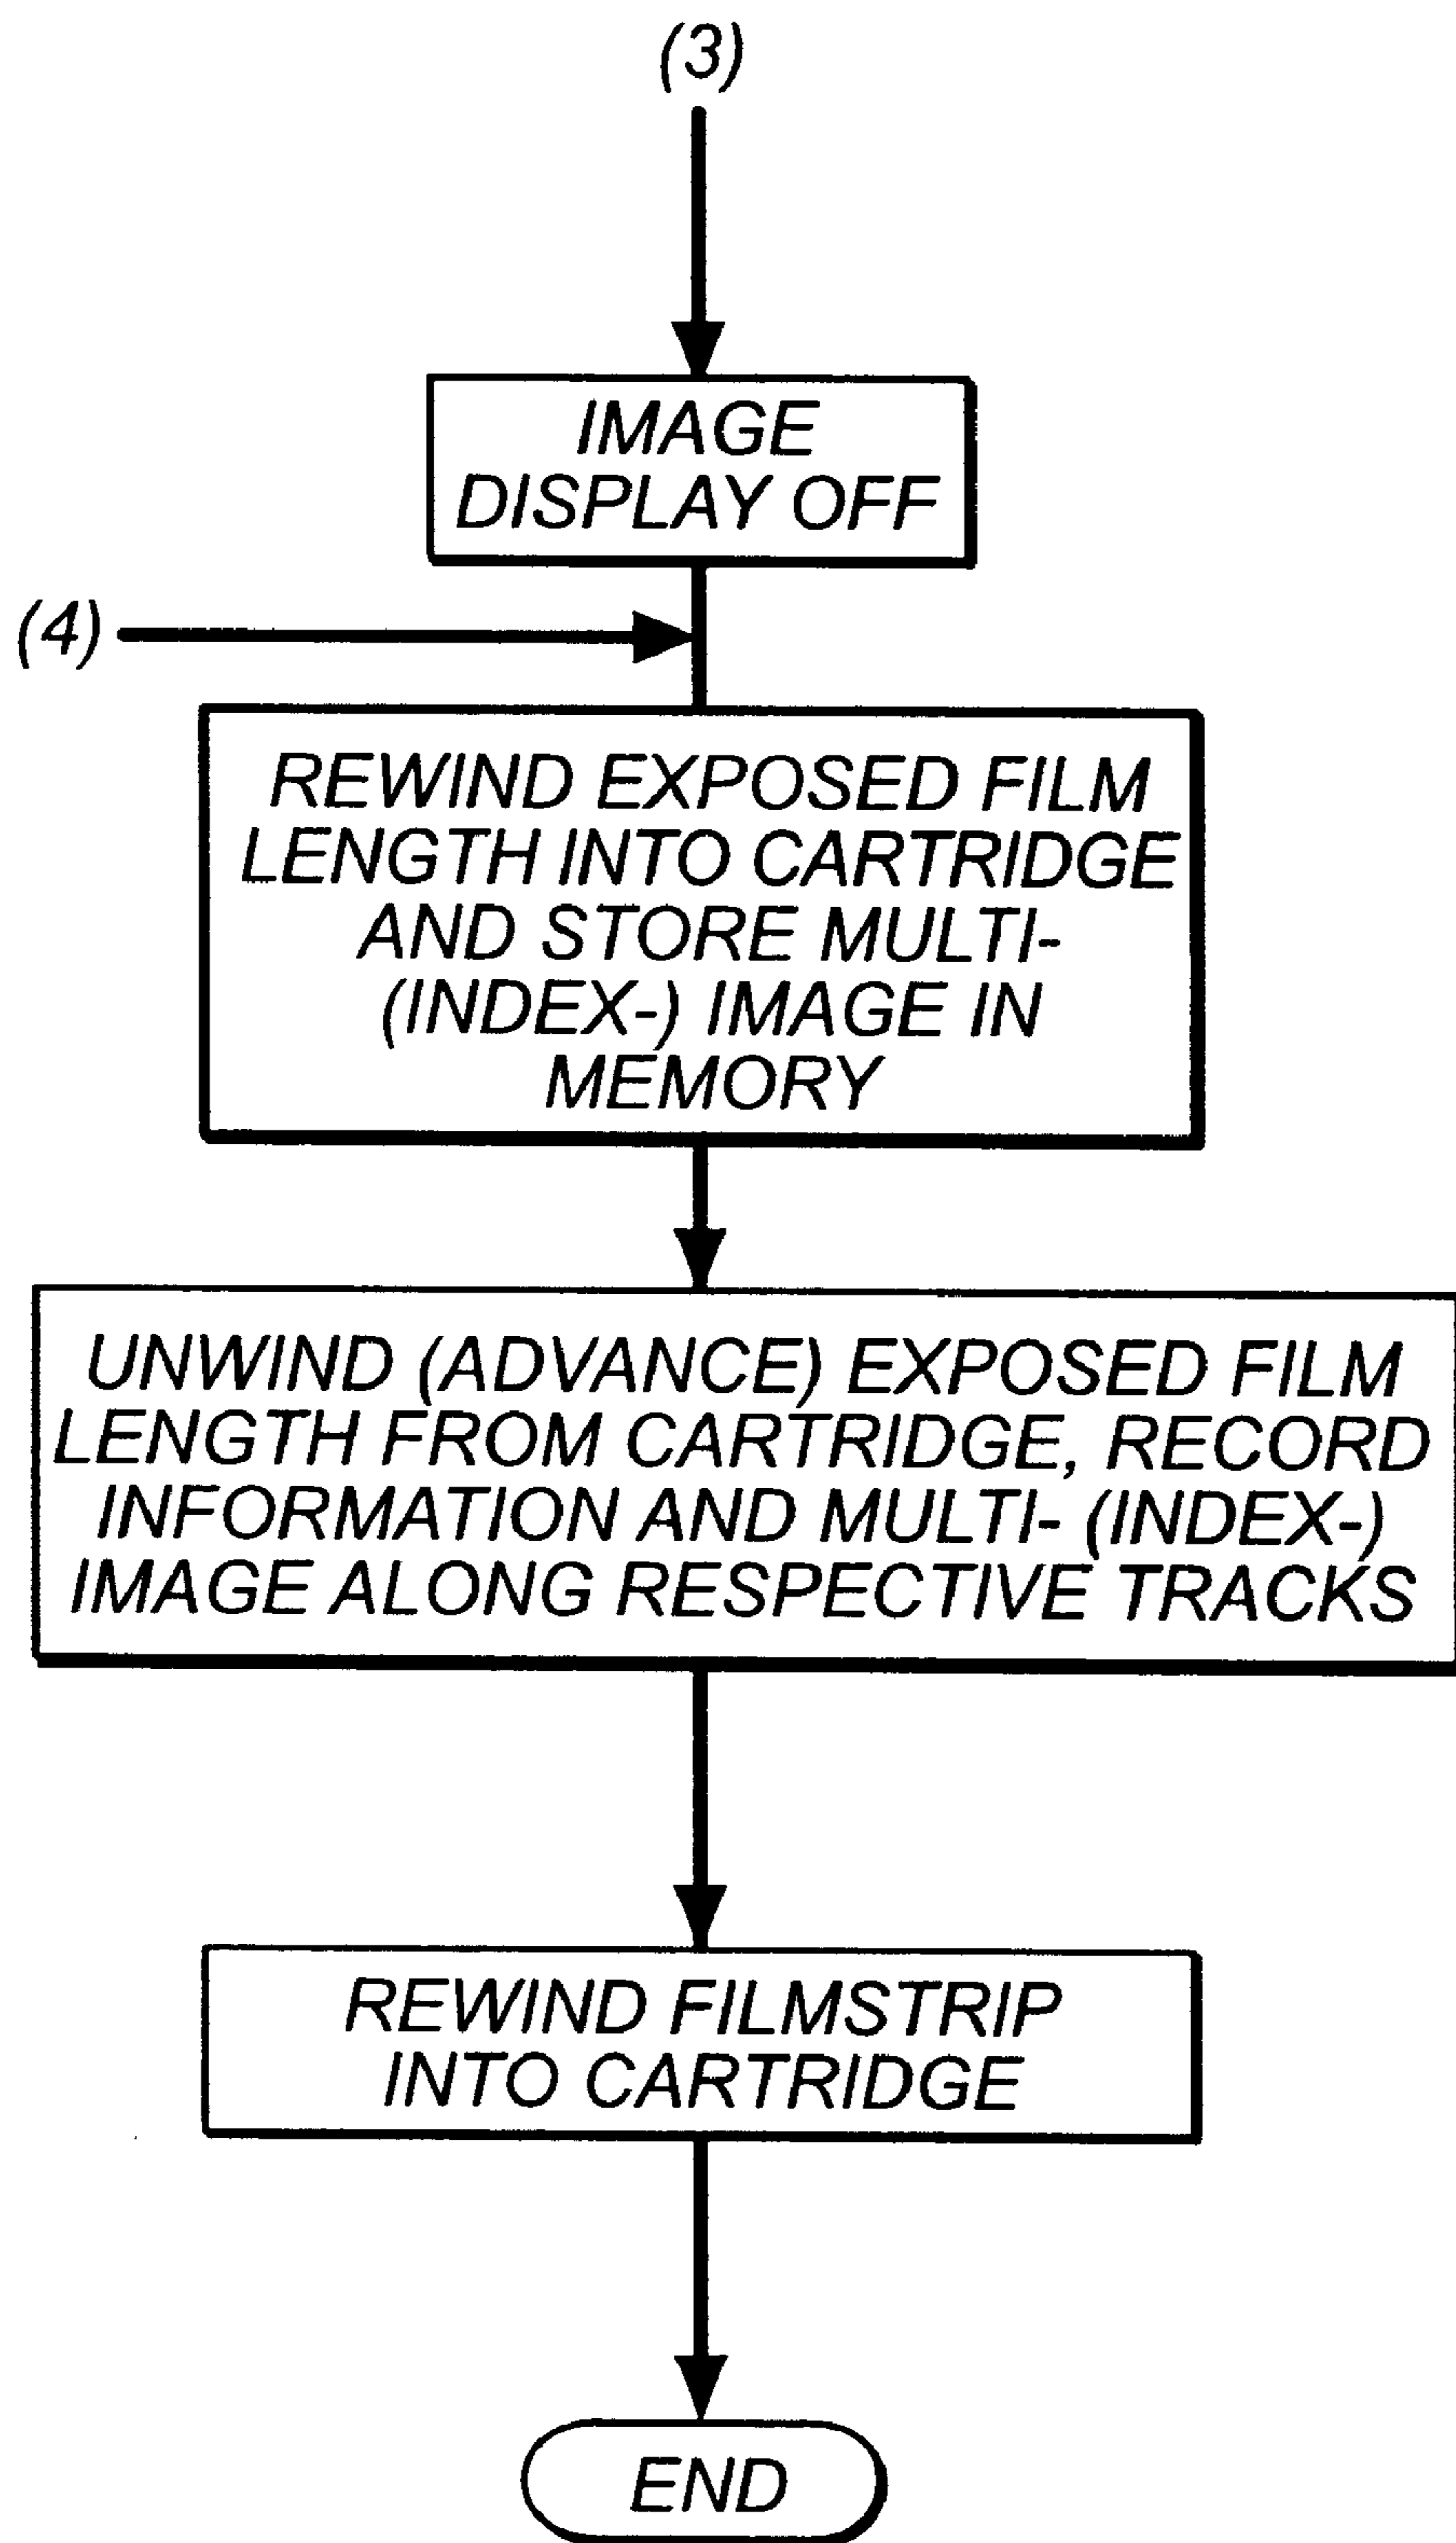 (3)
IMAGE
DISPLAY OFF
(4)
REWIND EXPOSED FILM
LENGTH INTO CARTRIDGE
AND STORE MULTI-
(INDEX-) IMAGE IN
MEMORY
UNWIND (ADVANCE) EXPOSED FILM
LENGTH FROM CARTRIDGE, RECORD
INFORMATION AND MULTI- (INDEX-)
IMAGE ALONG RESPECTIVE TRACKS
REWIND FILMSTRIP
INTO CARTRIDGE
END